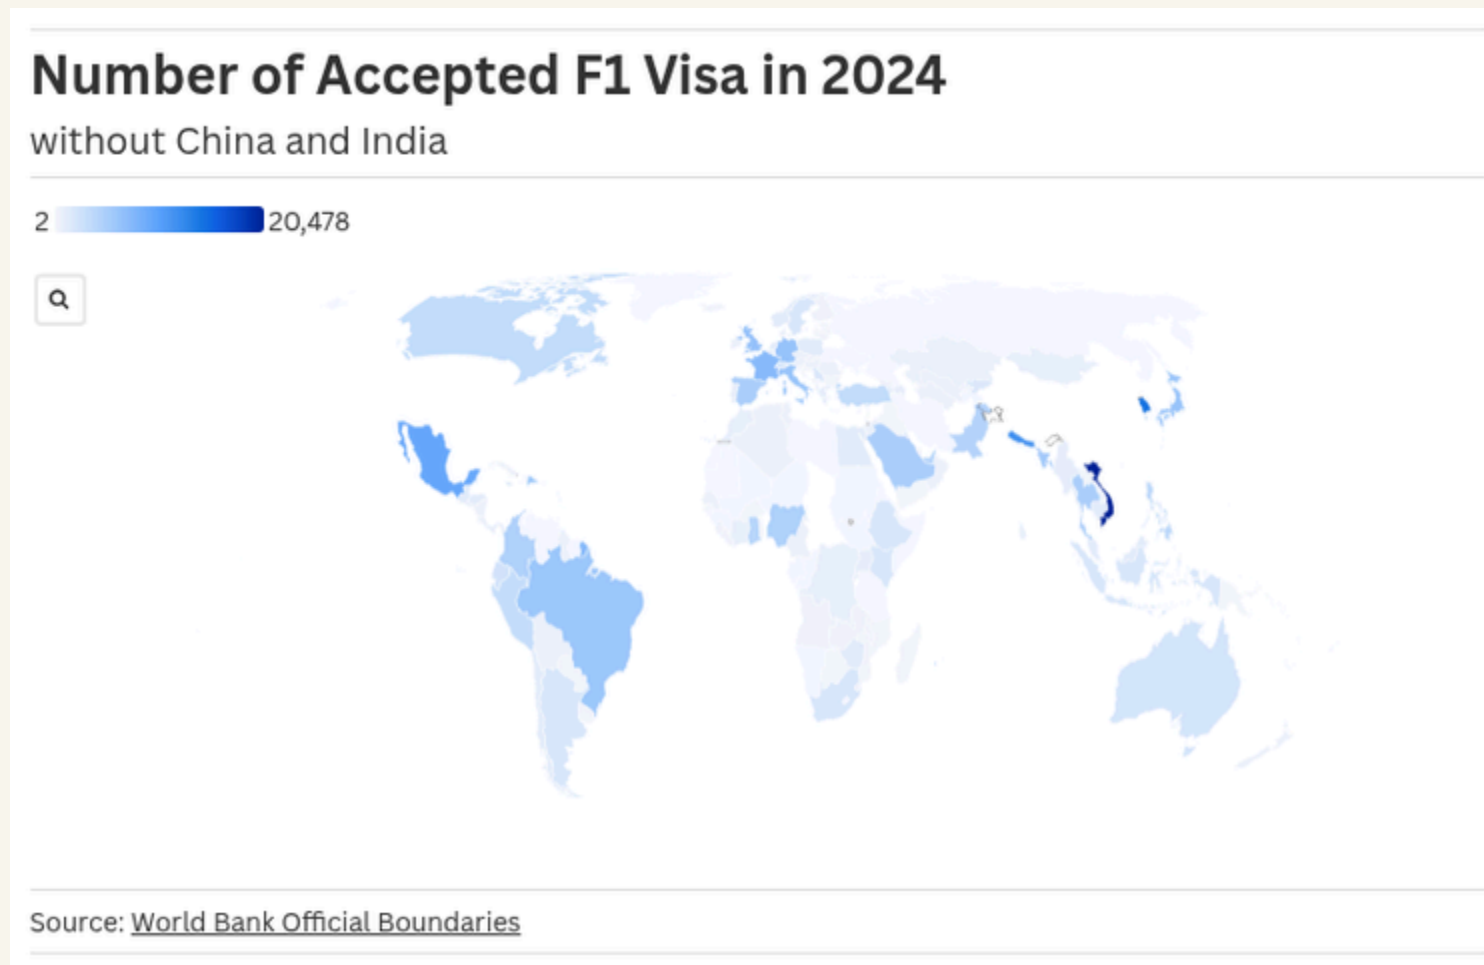 Number of Accepted F1 Visa in 2024
without China and India
2 20,478
Source: World Bank Official Boundaries